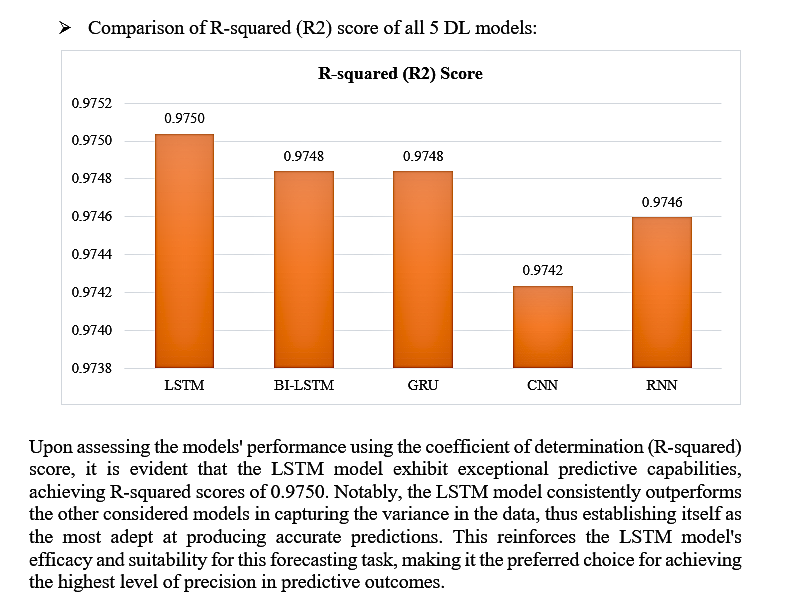 ➢ Comparison of R-squared (R2) score of all 5 DL models:
R-squared (R2) Score
0.9752
0.9750
0.9748
0.9746
0.9744
0.9742
0.9740
0.9738
0.9750
0.9748
0.9748
0.9742
0.9746
LSTM BI-LSTM GRU CNN RNN
Upon assessing the models' performance using the coefficient of determination (R-squared)
score, it is evident that the LSTM model exhibit exceptional predictive capabilities,
achieving R-squared scores of 0.9750. Notably, the LSTM model consistently outperforms
the other considered models in capturing the variance in the data, thus establishing itself as
the most adept at producing accurate predictions. This reinforces the LSTM model's
efficacy and suitability for this forecasting task, making it the preferred choice for achieving
the highest level of precision in predictive outcomes.